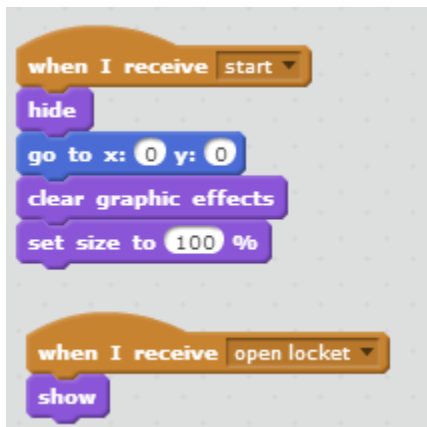 when I receive start
hide
go to x: 0 y: 0
clear graphic effects
set size to 100 %
when I receive open locket
show